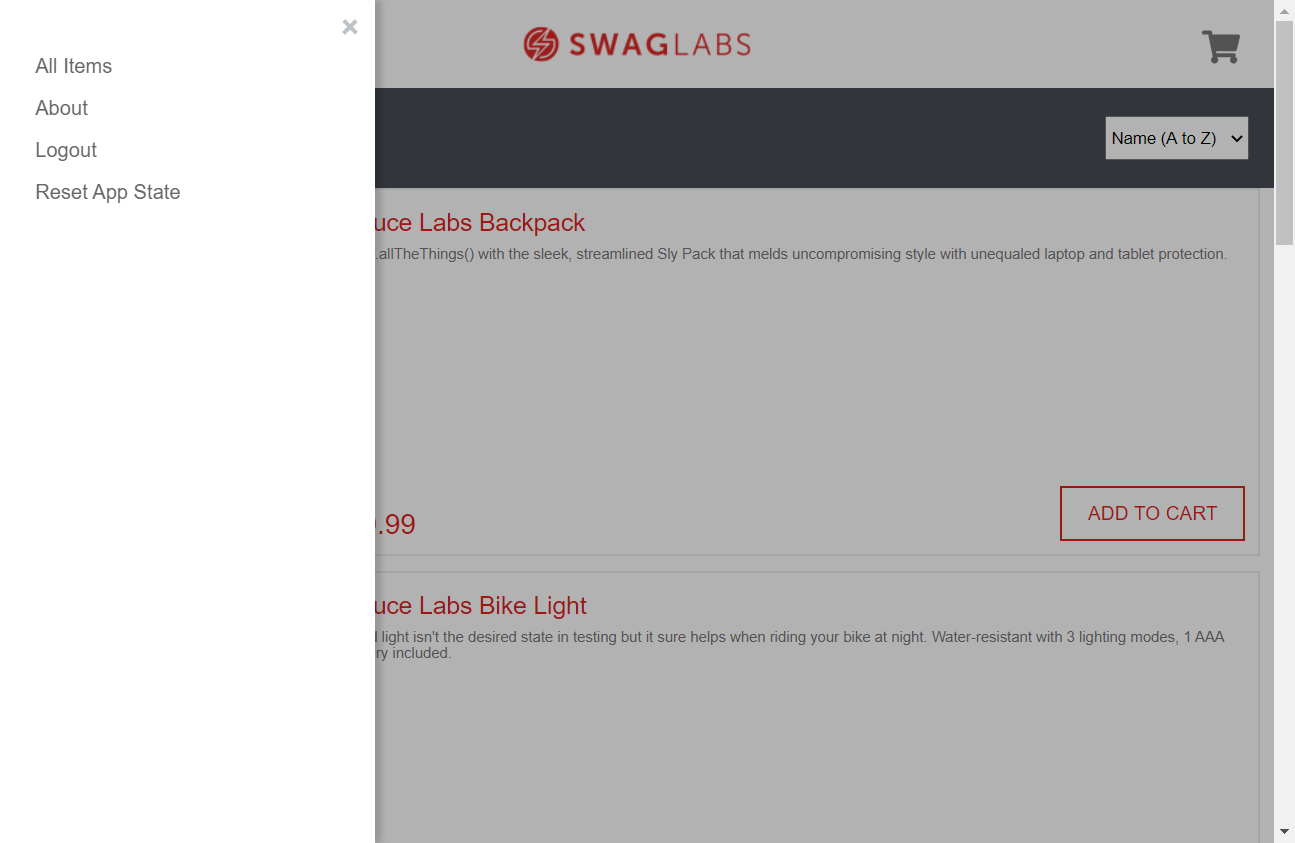 All Items
About
Logout
Reset App State
SWAGLABS
Name (A to Z)
Labs Backpack
.allTheThings() with the sleek, streamlined Sly Pack that melds uncompromising style with unequaled laptop and tablet protection.
.99
ADD TO CART
Labs Bike Light
light isn't the desired state in testing but it sure helps when riding your bike at night. Water-resistant with 3 lighting modes, 1 AAA
included.